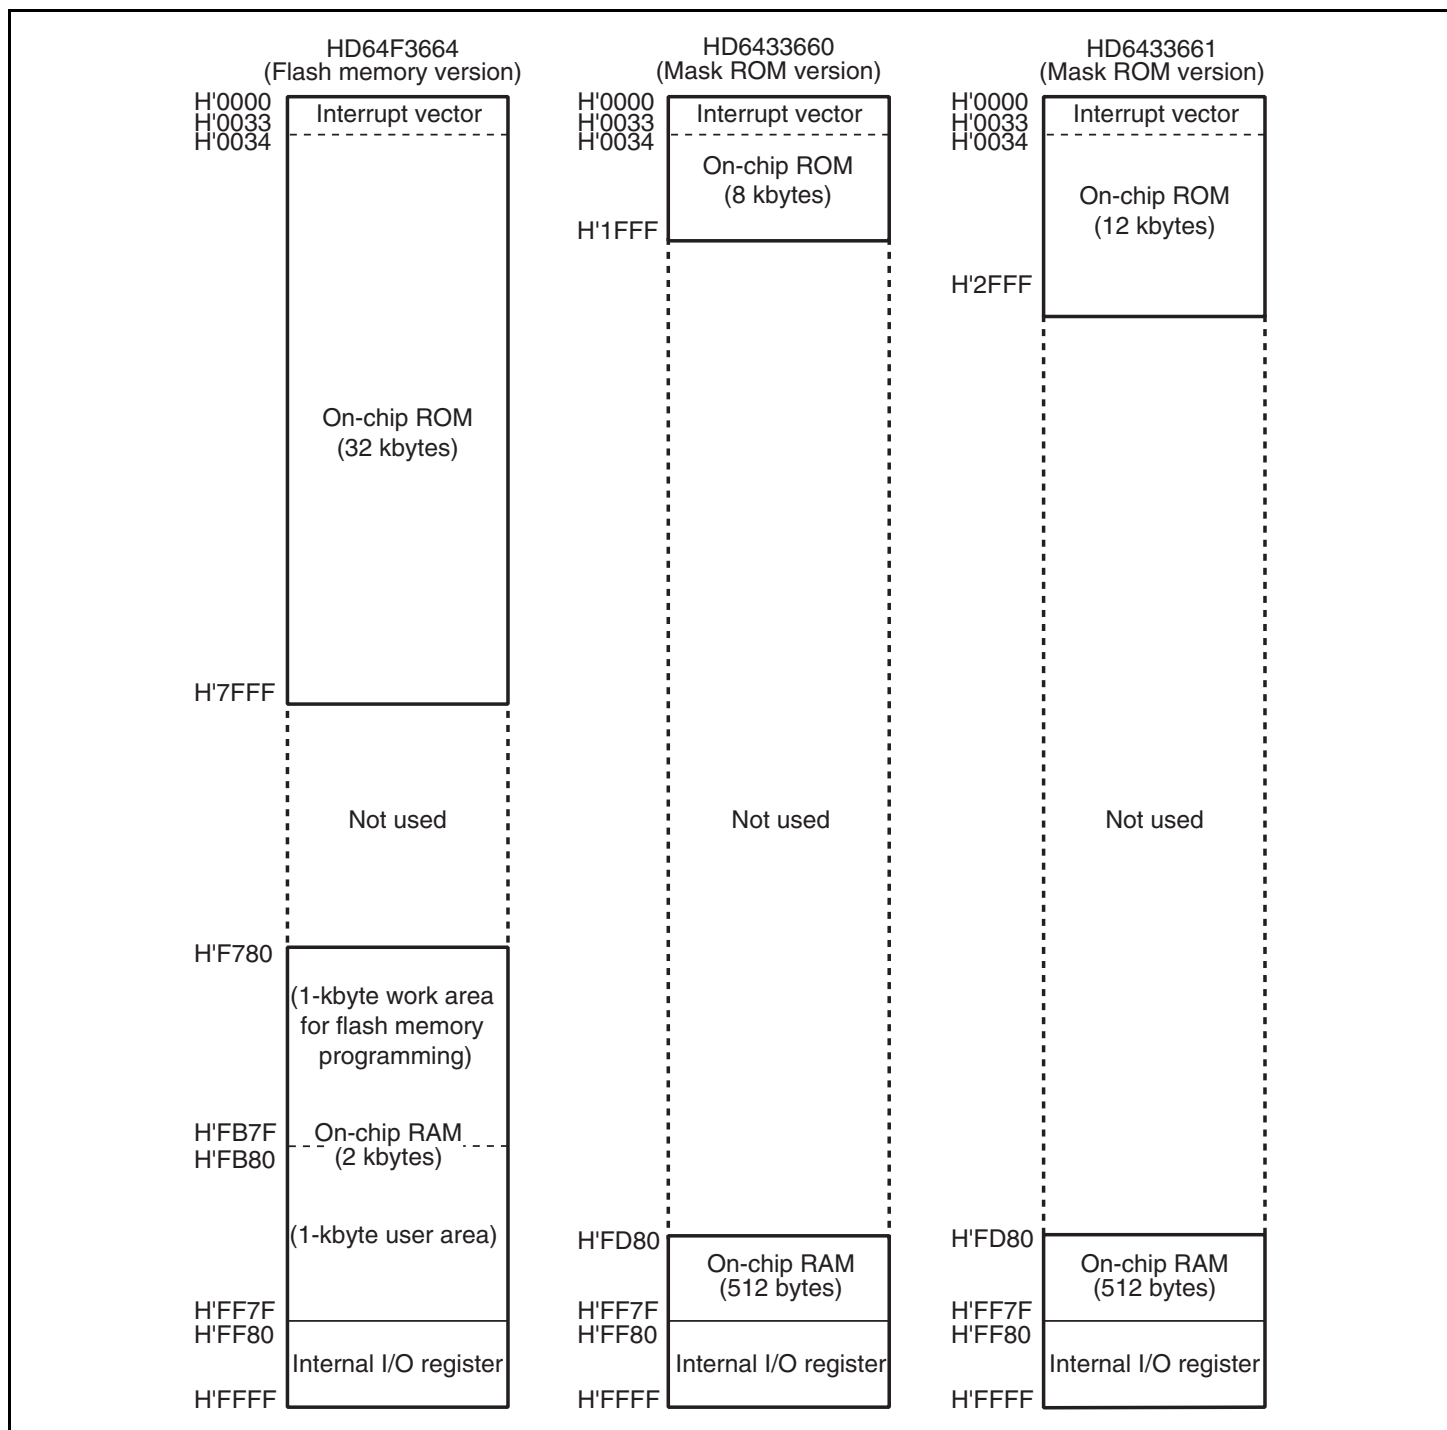 HD64F3664
(Flash memory version)
H'0000
H'0033
H'0034
Interrupt vector
On-chip ROM
(32 kbytes)
H'7FFF
Not used
H'F780
(1-kbyte work area
for flash memory
programming)
H'FB7F
H'FB80
On-chip RAM
(2 kbytes)
(1-kbyte user area)
H'FF7F
H'FF80
Internal I/O register
H'FFFF
HD6433660
(Mask ROM version)
H'0000
H'0033
H'0034
Interrupt vector
On-chip ROM
(8 kbytes)
H'1FFF
Not used
H'FD80
On-chip RAM
(512 bytes)
H'FF7F
H'FF80
Internal I/O register
H'FFFF
HD6433661
(Mask ROM version)
H'0000
H'0033
H'0034
Interrupt vector
On-chip ROM
(12 kbytes)
H'2FFF
Not used
H'FD80
On-chip RAM
(512 bytes)
H'FF7F
H'FF80
Internal I/O register
H'FFFF